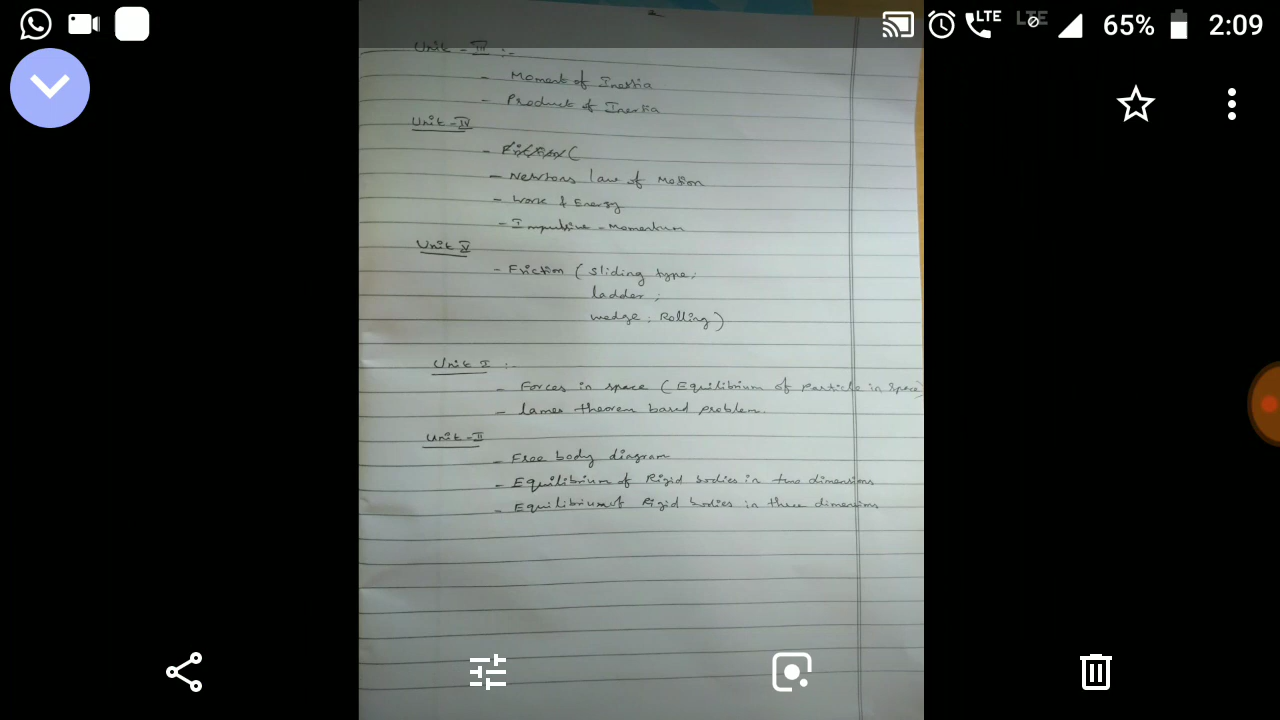 LTE LTE 65% 2:09
Unit - III :-
- Moment of Inertia
- Product of Inertia
Unit - IV
- Newtons law of Motion
- Work & Energy
- Impulsive - Momentum
Unit V
- Friction ( sliding type;
ladder ;
wedge ; Rolling )
Unit I :-
- Forces in space ( Equilibrium of particle in space)
- lames theorem based problem.
Unit - II
- Free body diagram
- Equilibrium of Rigid bodies in two dimensions
- Equilibrium of Rigid bodies in three dimensions